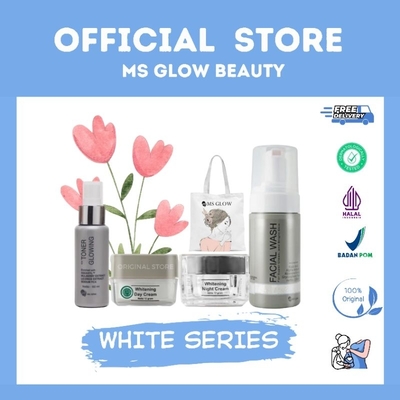 OFFICIAL STORE
MS GLOW BEAUTY
FREE
DELIVERY
HALAL
INDONESIA
BADAN POM
100%
Original
MS GLOW
TONER
GLOWING
ORIGINAL STORE
Whitening
Day Cream
Whitening
Night Cream
FACIAL WASH
WHITE SERIES